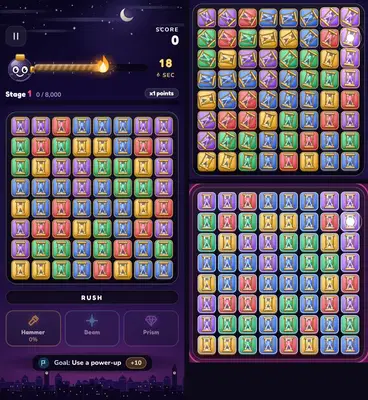 SCORE
0
18
SEC
Stage 1 0 / 8,000
x1 points
RUSH
Hammer
0%
Boom
Prism
Goal: Use a power-up +10